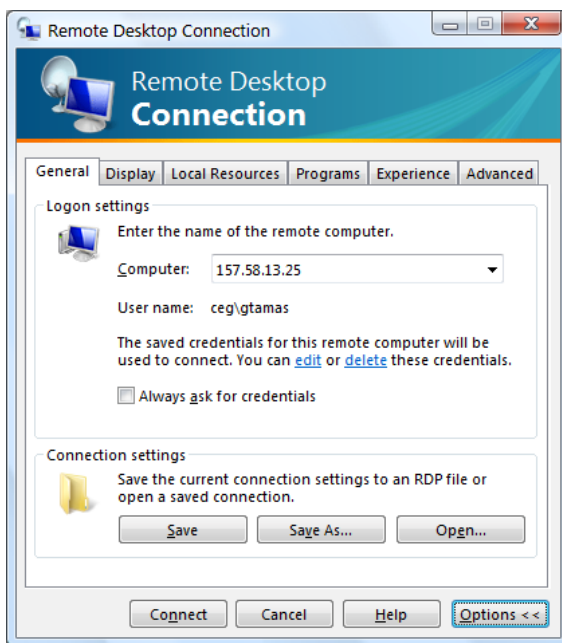 Remote Desktop Connection
Remote Desktop
Connection
General Display Local Resources Programs Experience Advanced
Logon settings
Enter the name of the remote computer.
Computer: 157.58.13.25
User name: ceg\gtamas
The saved credentials for this remote computer will be
used to connect. You can edit or delete these credentials.
Always ask for credentials
Connection settings
Save the current connection settings to an RDP file or
open a saved connection.
Save Save As... Open...
Connect Cancel Help Options <<